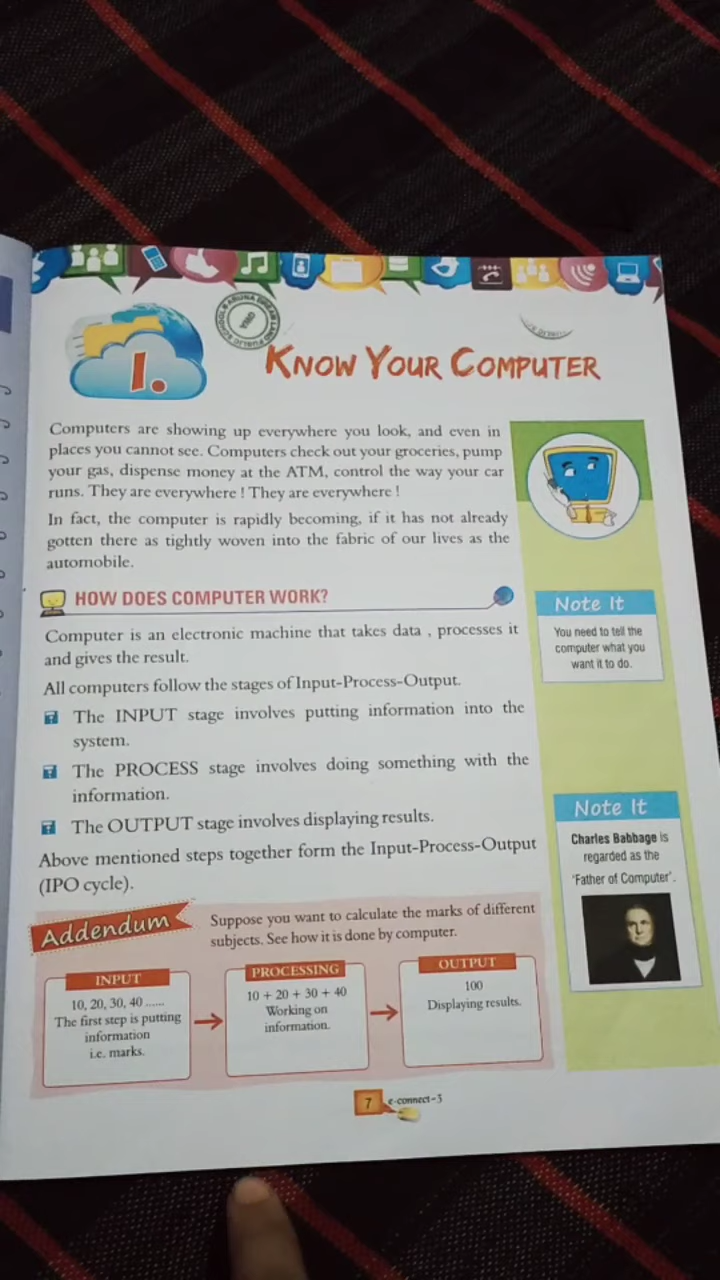 1.
KNOW YOUR COMPUTER
Computers are showing up everywhere you look, and even in
places you cannot see. Computers check out your groceries, pump
your gas, dispense money at the ATM, control the way your car
runs. They are everywhere ! They are everywhere !
In fact, the computer is rapidly becoming, if it has not already
gotten there as tightly woven into the fabric of our lives as the
automobile.
HOW DOES COMPUTER WORK?
Computer is an electronic machine that takes data , processes it
and gives the result.
All computers follow the stages of Input-Process-Output.
The INPUT stage involves putting information into the
system.
The PROCESS stage involves doing something with the
information.
The OUTPUT stage involves displaying results.
Above mentioned steps together form the Input-Process-Output
(IPO cycle).
Note It
You need to tell the
computer what you
want it to do.
Note It
Charles Babbage is
regarded as the
'Father of Computer'.
Addendum
Suppose you want to calculate the marks of different
subjects. See how it is done by computer.
INPUT
10, 20, 30, 40 ......
The first step is putting
information
i.e. marks.
PROCESSING
10 + 20 + 30 + 40
Working on
information.
OUTPUT
100
Displaying results.
7
e-connect-5